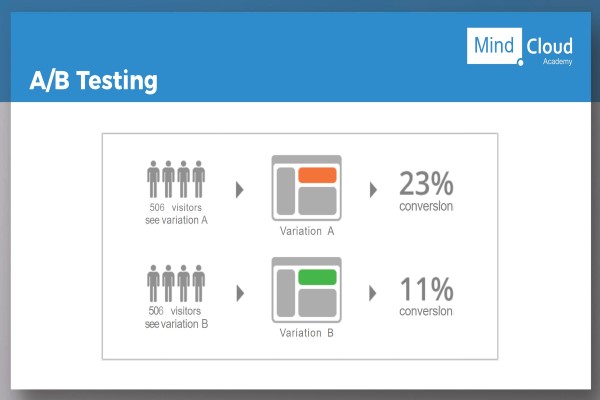 Mind Cloud
Academy
A/B Testing
506 visitors
see variation A
Variation A
23%
conversion
506 visitors
see variation B
Variation B
11%
conversion